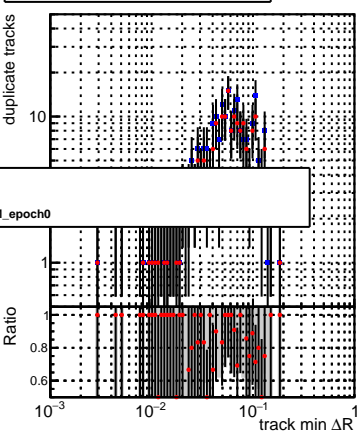 duplicate tracks
10
l_epoch0
1
Ratio
1
0.8
0.6
10⁻³
10⁻²
10⁻¹
1
track min ΔR